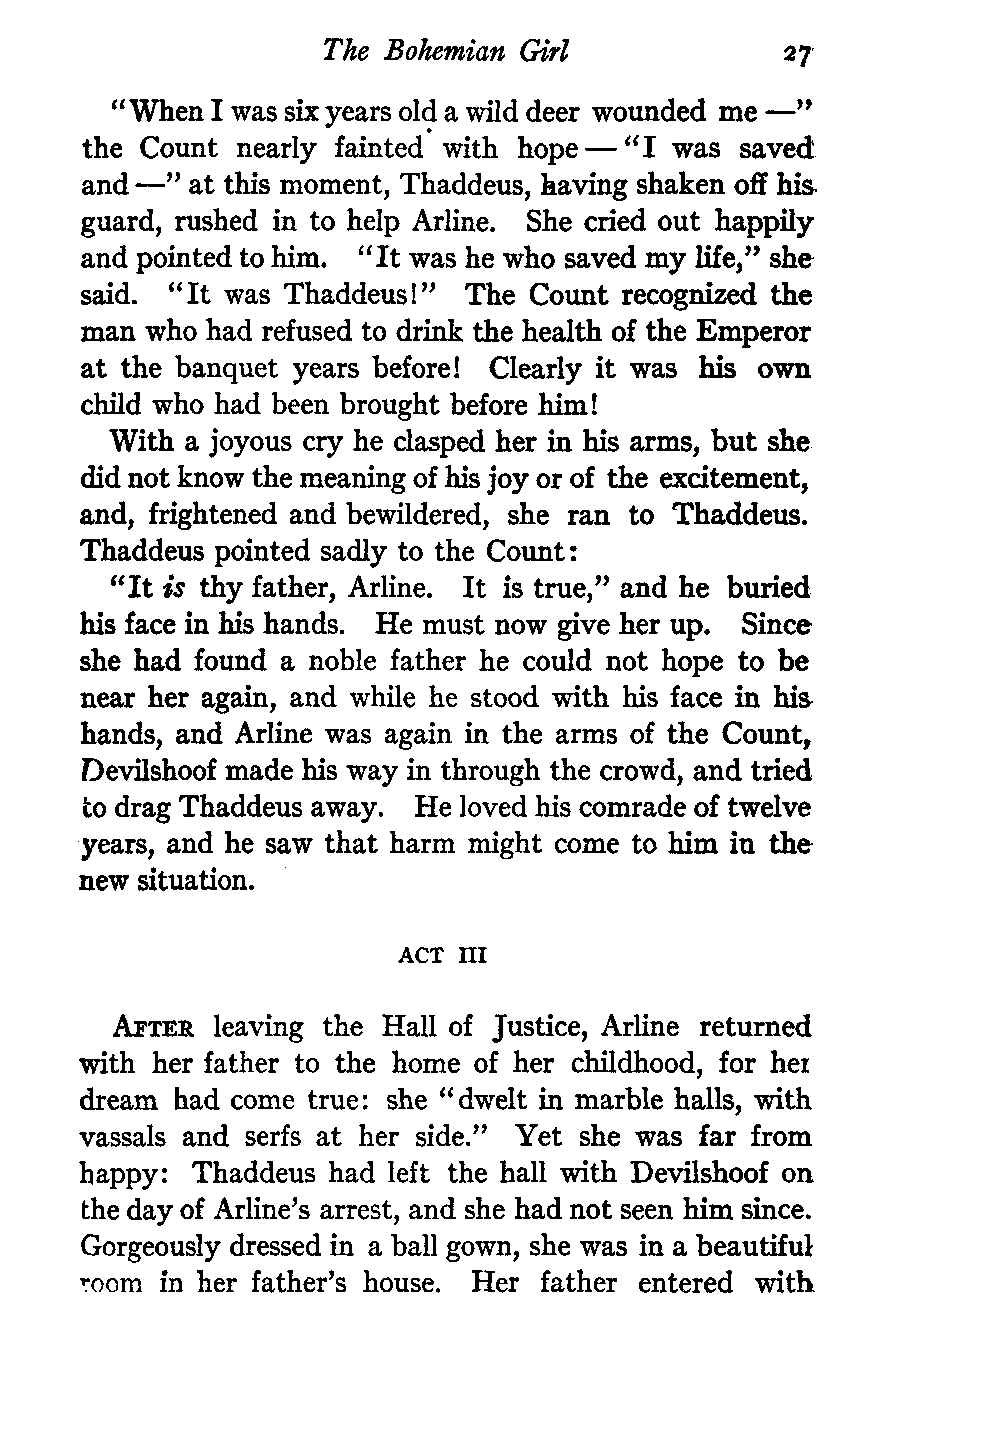 The Bohemian Girl 27
“When I was six years old a wild deer wounded me —”
the Count nearly fainted with hope — “I was saved
and —” at this moment, Thaddeus, having shaken off his
guard, rushed in to help Arline. She cried out happily
and pointed to him. “It was he who saved my life,” she
said. “It was Thaddeus!” The Count recognized the
man who had refused to drink the health of the Emperor
at the banquet years before! Clearly it was his own
child who had been brought before him!
With a joyous cry he clasped her in his arms, but she
did not know the meaning of his joy or of the excitement,
and, frightened and bewildered, she ran to Thaddeus.
Thaddeus pointed sadly to the Count:
“It is thy father, Arline. It is true,” and he buried
his face in his hands. He must now give her up. Since
she had found a noble father he could not hope to be
near her again, and while he stood with his face in his
hands, and Arline was again in the arms of the Count,
Devilshoof made his way in through the crowd, and tried
to drag Thaddeus away. He loved his comrade of twelve
years, and he saw that harm might come to him in the
new situation.
ACT III
AFTER leaving the Hall of Justice, Arline returned
with her father to the home of her childhood, for her
dream had come true: she “dwelt in marble halls, with
vassals and serfs at her side.” Yet she was far from
happy: Thaddeus had left the hall with Devilshoof on
the day of Arline’s arrest, and she had not seen him since.
Gorgeously dressed in a ball gown, she was in a beautiful
room in her father’s house. Her father entered with